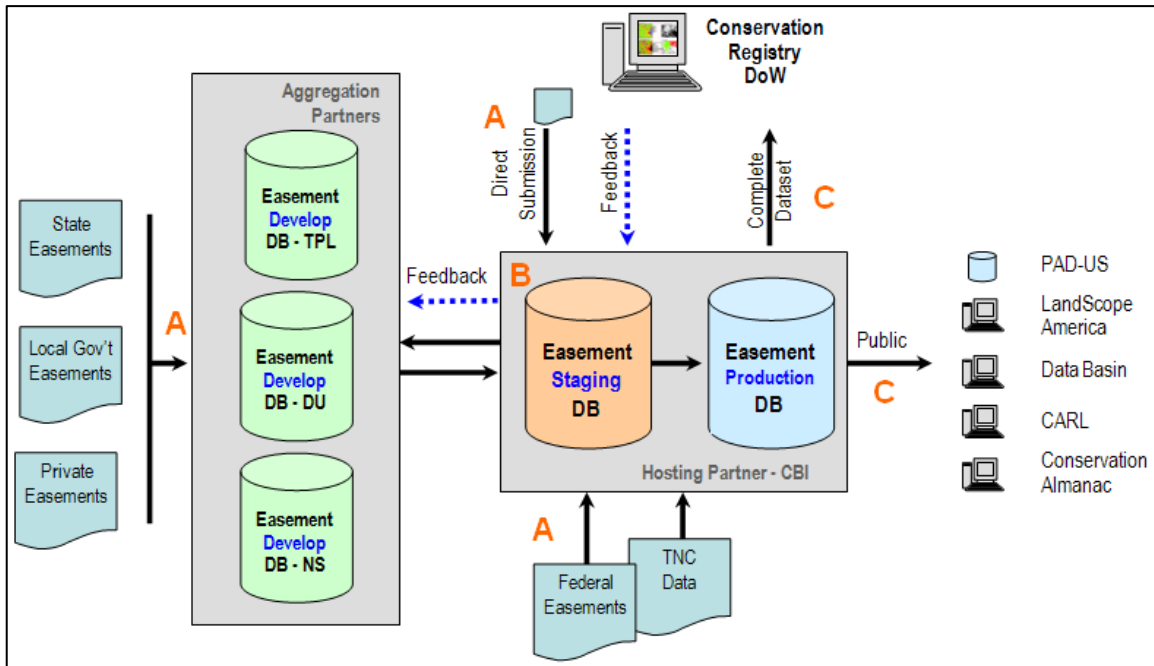 Conservation
Registry
DoW
Aggregation
Partners
A
Direct
Submission
Feedback
Complete
Dataset
C
Easement
Develop
DB - TPL
State
Easements
Local Gov't
Easements
Private
Easements
A
Feedback
Easement
Develop
DB - DU
Easement
Develop
DB - NS
B
Easement
Staging
DB
Easement
Production
DB
Hosting Partner - CBI
Public
C
PAD-US
LandScope
America
Data Basin
CARL
Conservation
Almanac
A
Federal
Easements
TNC
Data